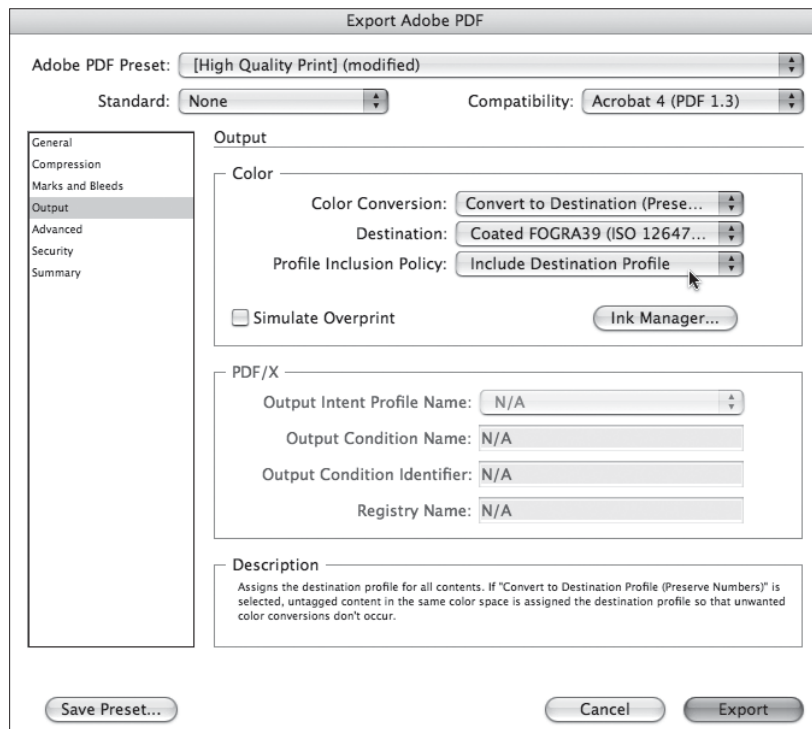 Export Adobe PDF
Adobe PDF Preset: [High Quality Print] (modified)
Standard: None Compatibility: Acrobat 4 (PDF 1.3)
General
Compression
Marks and Bleeds
Output
Advanced
Security
Summary
Output
Color
Color Conversion: Convert to Destination (Prese...
Destination: Coated FOGRA39 (ISO 12647...
Profile Inclusion Policy: Include Destination Profile
Simulate Overprint Ink Manager...
PDF/X
Output Intent Profile Name: N/A
Output Condition Name: N/A
Output Condition Identifier: N/A
Registry Name: N/A
Description
Assigns the destination profile for all contents. If "Convert to Destination Profile (Preserve Numbers)" is
selected, untagged content in the same color space is assigned the destination profile so that unwanted
color conversions don't occur.
Save Preset... Cancel Export